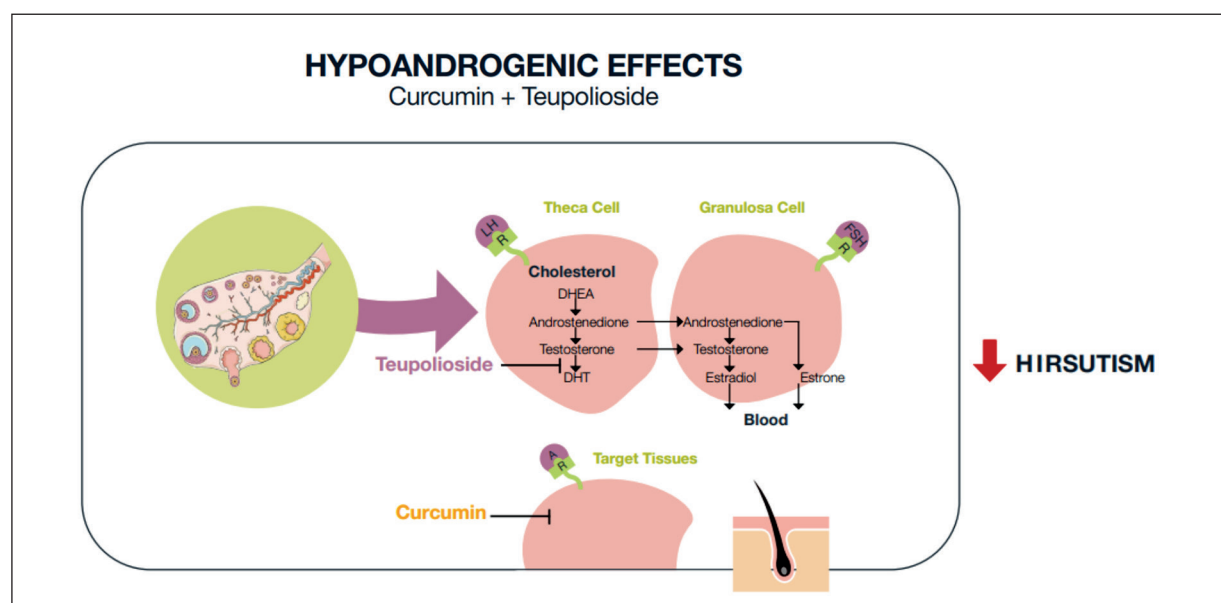 HYPOANDROGENIC EFFECTS
Curcumin + Teupolioside
Theca Cell
Granulosa Cell
LH
R
FSH
R
Cholesterol
DHEA
Androstenedione
Androstenedione
Testosterone
Testosterone
Teupolioside
DHT
Estradiol
Estrone
Blood
HIRSUTISM
A
R
Target Tissues
Curcumin